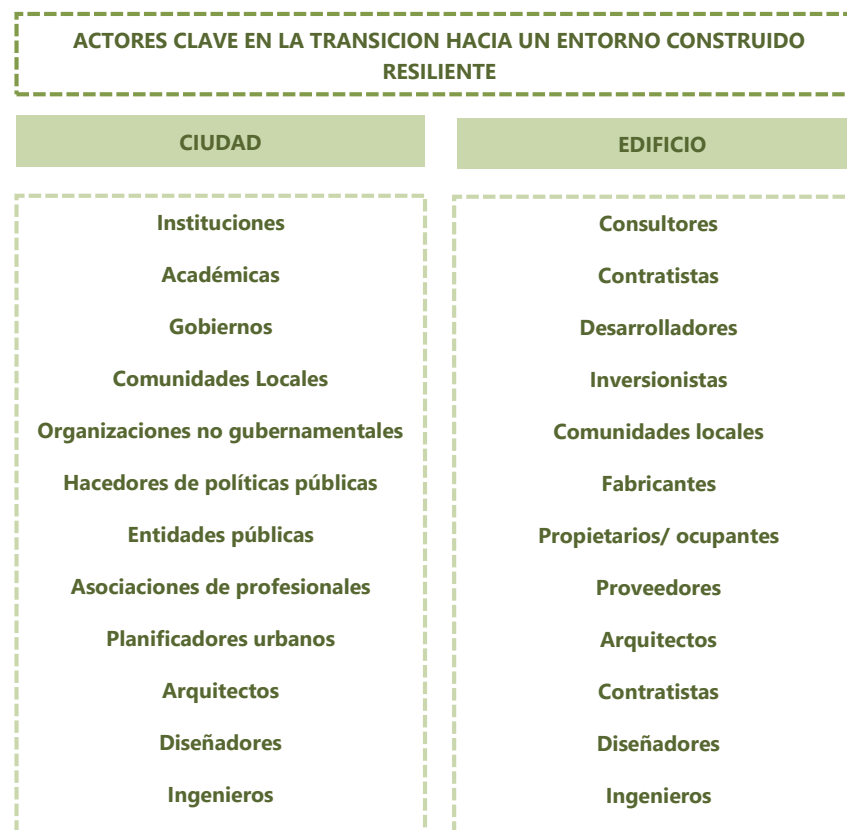 ACTORES CLAVE EN LA TRANSICION HACIA UN ENTORNO CONSTRUIDO
RESILIENTE
CIUDAD
Instituciones
Académicas
Gobiernos
Comunidades Locales
Organizaciones no gubernamentales
Hacedores de políticas públicas
Entidades públicas
Asociaciones de profesionales
Planificadores urbanos
Arquitectos
Diseñadores
Ingenieros
EDIFICIO
Consultores
Contratistas
Desarrolladores
Inversionistas
Comunidades locales
Fabricantes
Propietarios/ ocupantes
Proveedores
Arquitectos
Contratistas
Diseñadores
Ingenieros